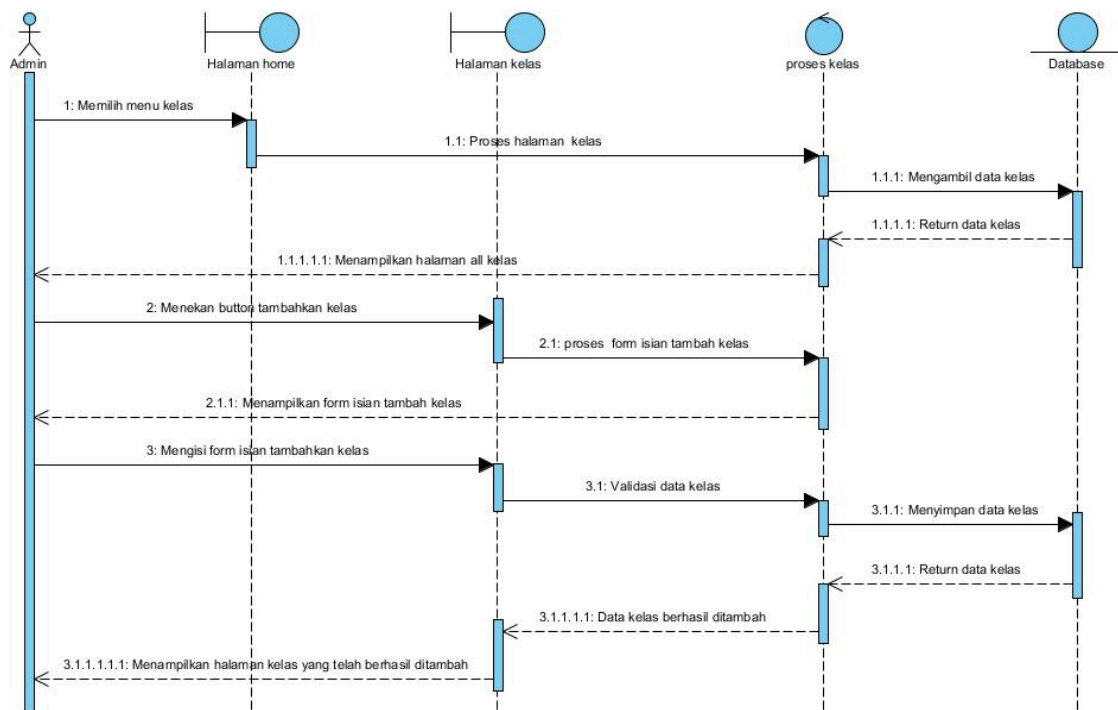 Admin
Halaman home
Halaman kelas
proses kelas
Database
1: Memilih menu kelas
1.1: Proses halaman kelas
1.1.1: Mengambil data kelas
1.1.1.1: Return data kelas
1.1.1.1.1: Menampilkan halaman all kelas
2: Menekan button tambahkan kelas
2.1: proses form isian tambah kelas
2.1.1: Menampilkan form isian tambah kelas
3: Mengisi form isian tambahkan kelas
3.1: Validasi data kelas
3.1.1: Menyimpan data kelas
3.1.1.1: Return data kelas
3.1.1.1.1: Data kelas berhasil ditambah
3.1.1.1.1.1: Menampilkan halaman kelas yang telah berhasil ditambah